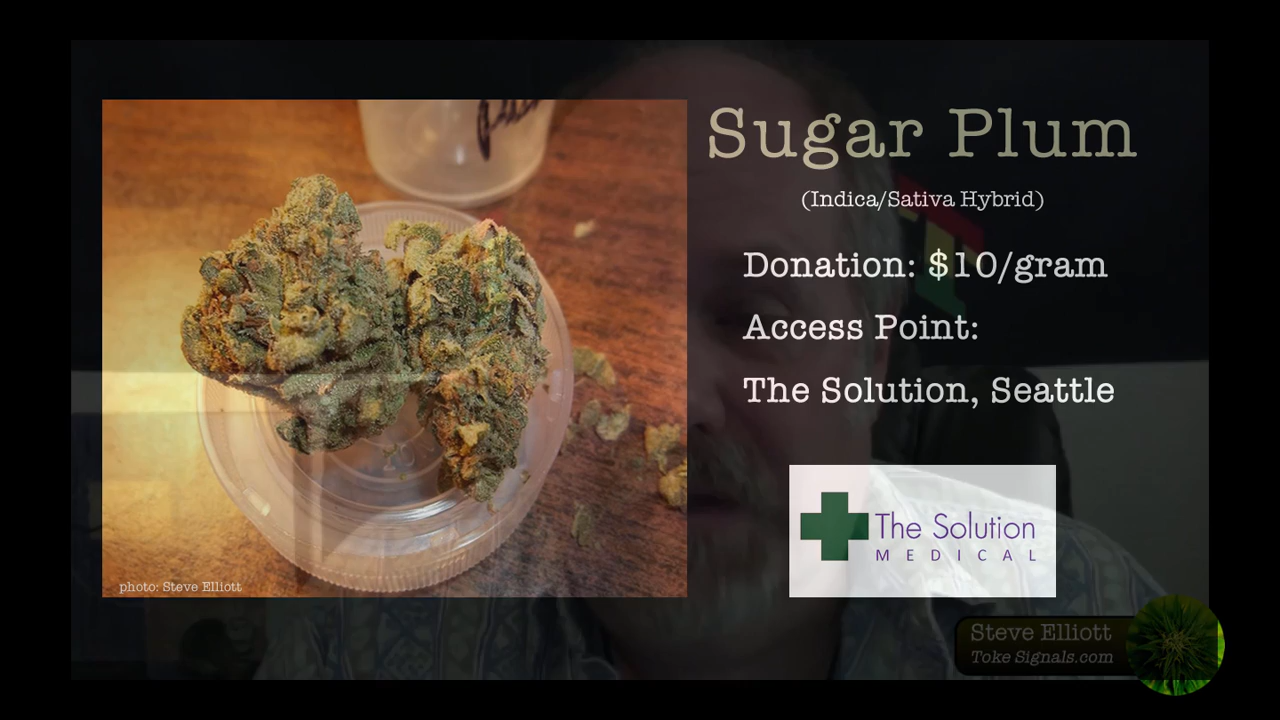 Sugar Plum
(Indica/Sativa Hybrid)
Donation: $10/gram
Access Point:
The Solution, Seattle
The Solution
MEDICAL
photo: Steve Elliott
Steve Elliott
Toke Signals.com